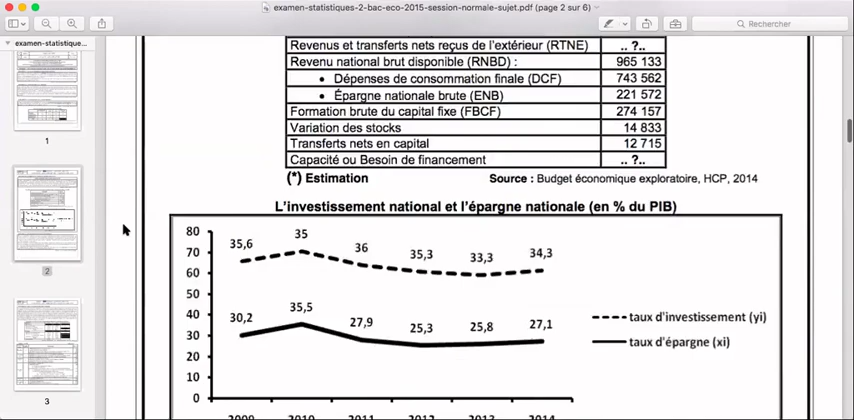 examen-statistiques-2-bac-eco-2015-session-normale-sujet.pdf (page 2 sur 6)
Rechercher
examen-statistique...
1
2
3
Revenus et transferts nets reçus de l'extérieur (RTNE) .. ?..
Revenu national brut disponible (RNBD) : 965 133
• Dépenses de consommation finale (DCF) 743 562
• Épargne nationale brute (ENB) 221 572
Formation brute du capital fixe (FBCF) 274 157
Variation des stocks 14 833
Transferts nets en capital 12 715
Capacité ou Besoin de financement .. ?..
(*) Estimation Source : Budget économique exploratoire, HCP, 2014
L'investissement national et l'épargne nationale (en % du PIB)
80
70
60
50
40
30
20
10
0
35,6 35 36 35,3 33,3 34,3
30,2 35,5 27,9 25,3 25,8 27,1
taux d'investissement (yi)
taux d'épargne (xi)
2009 2010 2011 2012 2013 2014